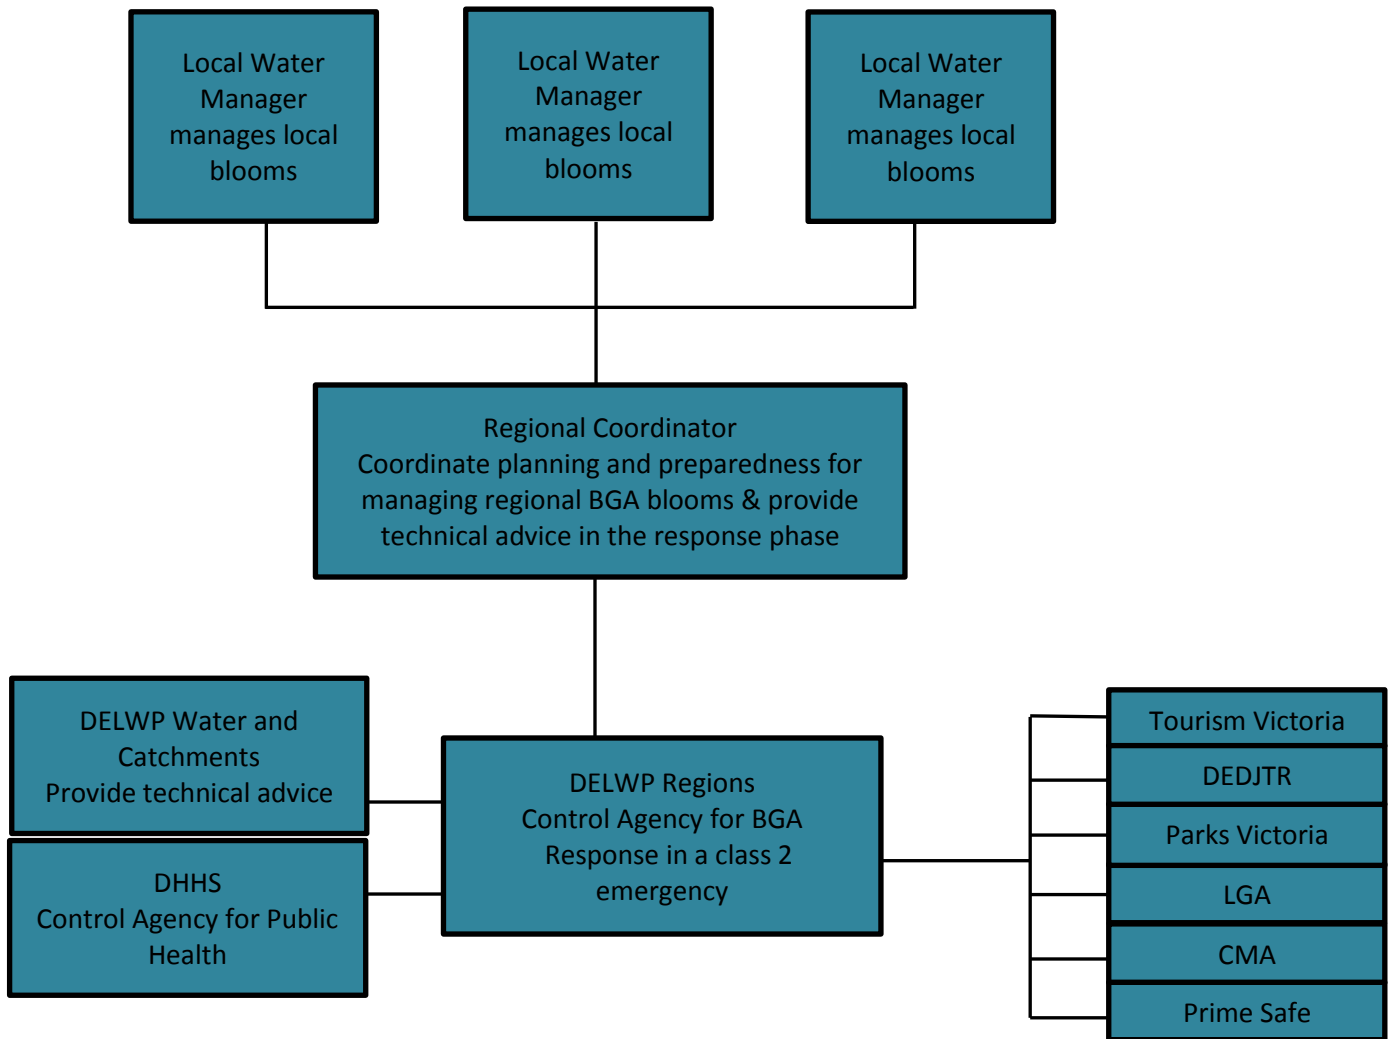 Local Water
Manager
manages local
blooms
Local Water
Manager
manages local
blooms
Local Water
Manager
manages local
blooms
Regional Coordinator
Coordinate planning and preparedness for
managing regional BGA blooms & provide
technical advice in the response phase
DELWP Water and
Catchments
Provide technical advice
DHHS
Control Agency for Public
Health
DELWP Regions
Control Agency for BGA
Response in a class 2
emergency
Tourism Victoria
DEDJTR
Parks Victoria
LGA
CMA
Prime Safe